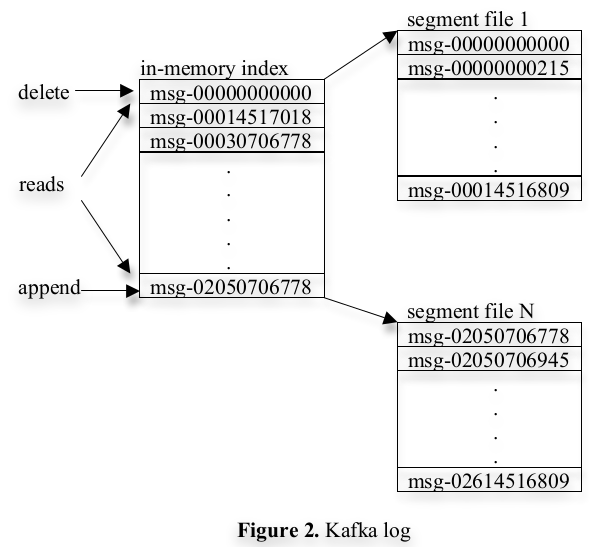 segment file 1
msg-00000000000
msg-00000000215
.
.
.
.
msg-00014516809
in-memory index
msg-00000000000
msg-00014517018
msg-00030706778
.
.
.
.
.
msg-02050706778
delete
reads
append
segment file N
msg-02050706778
msg-02050706945
.
.
.
.
msg-02614516809
Figure 2. Kafka log